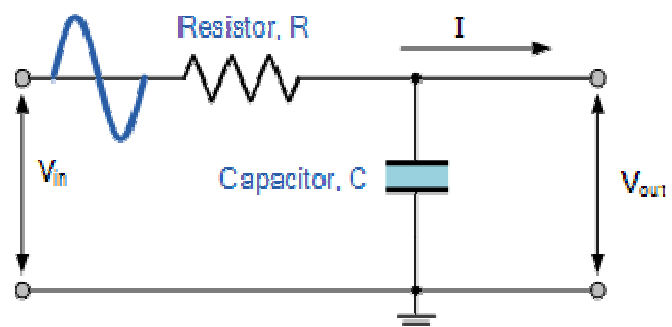 Resistor, R
I
Vin
Capacitor, C
Vout